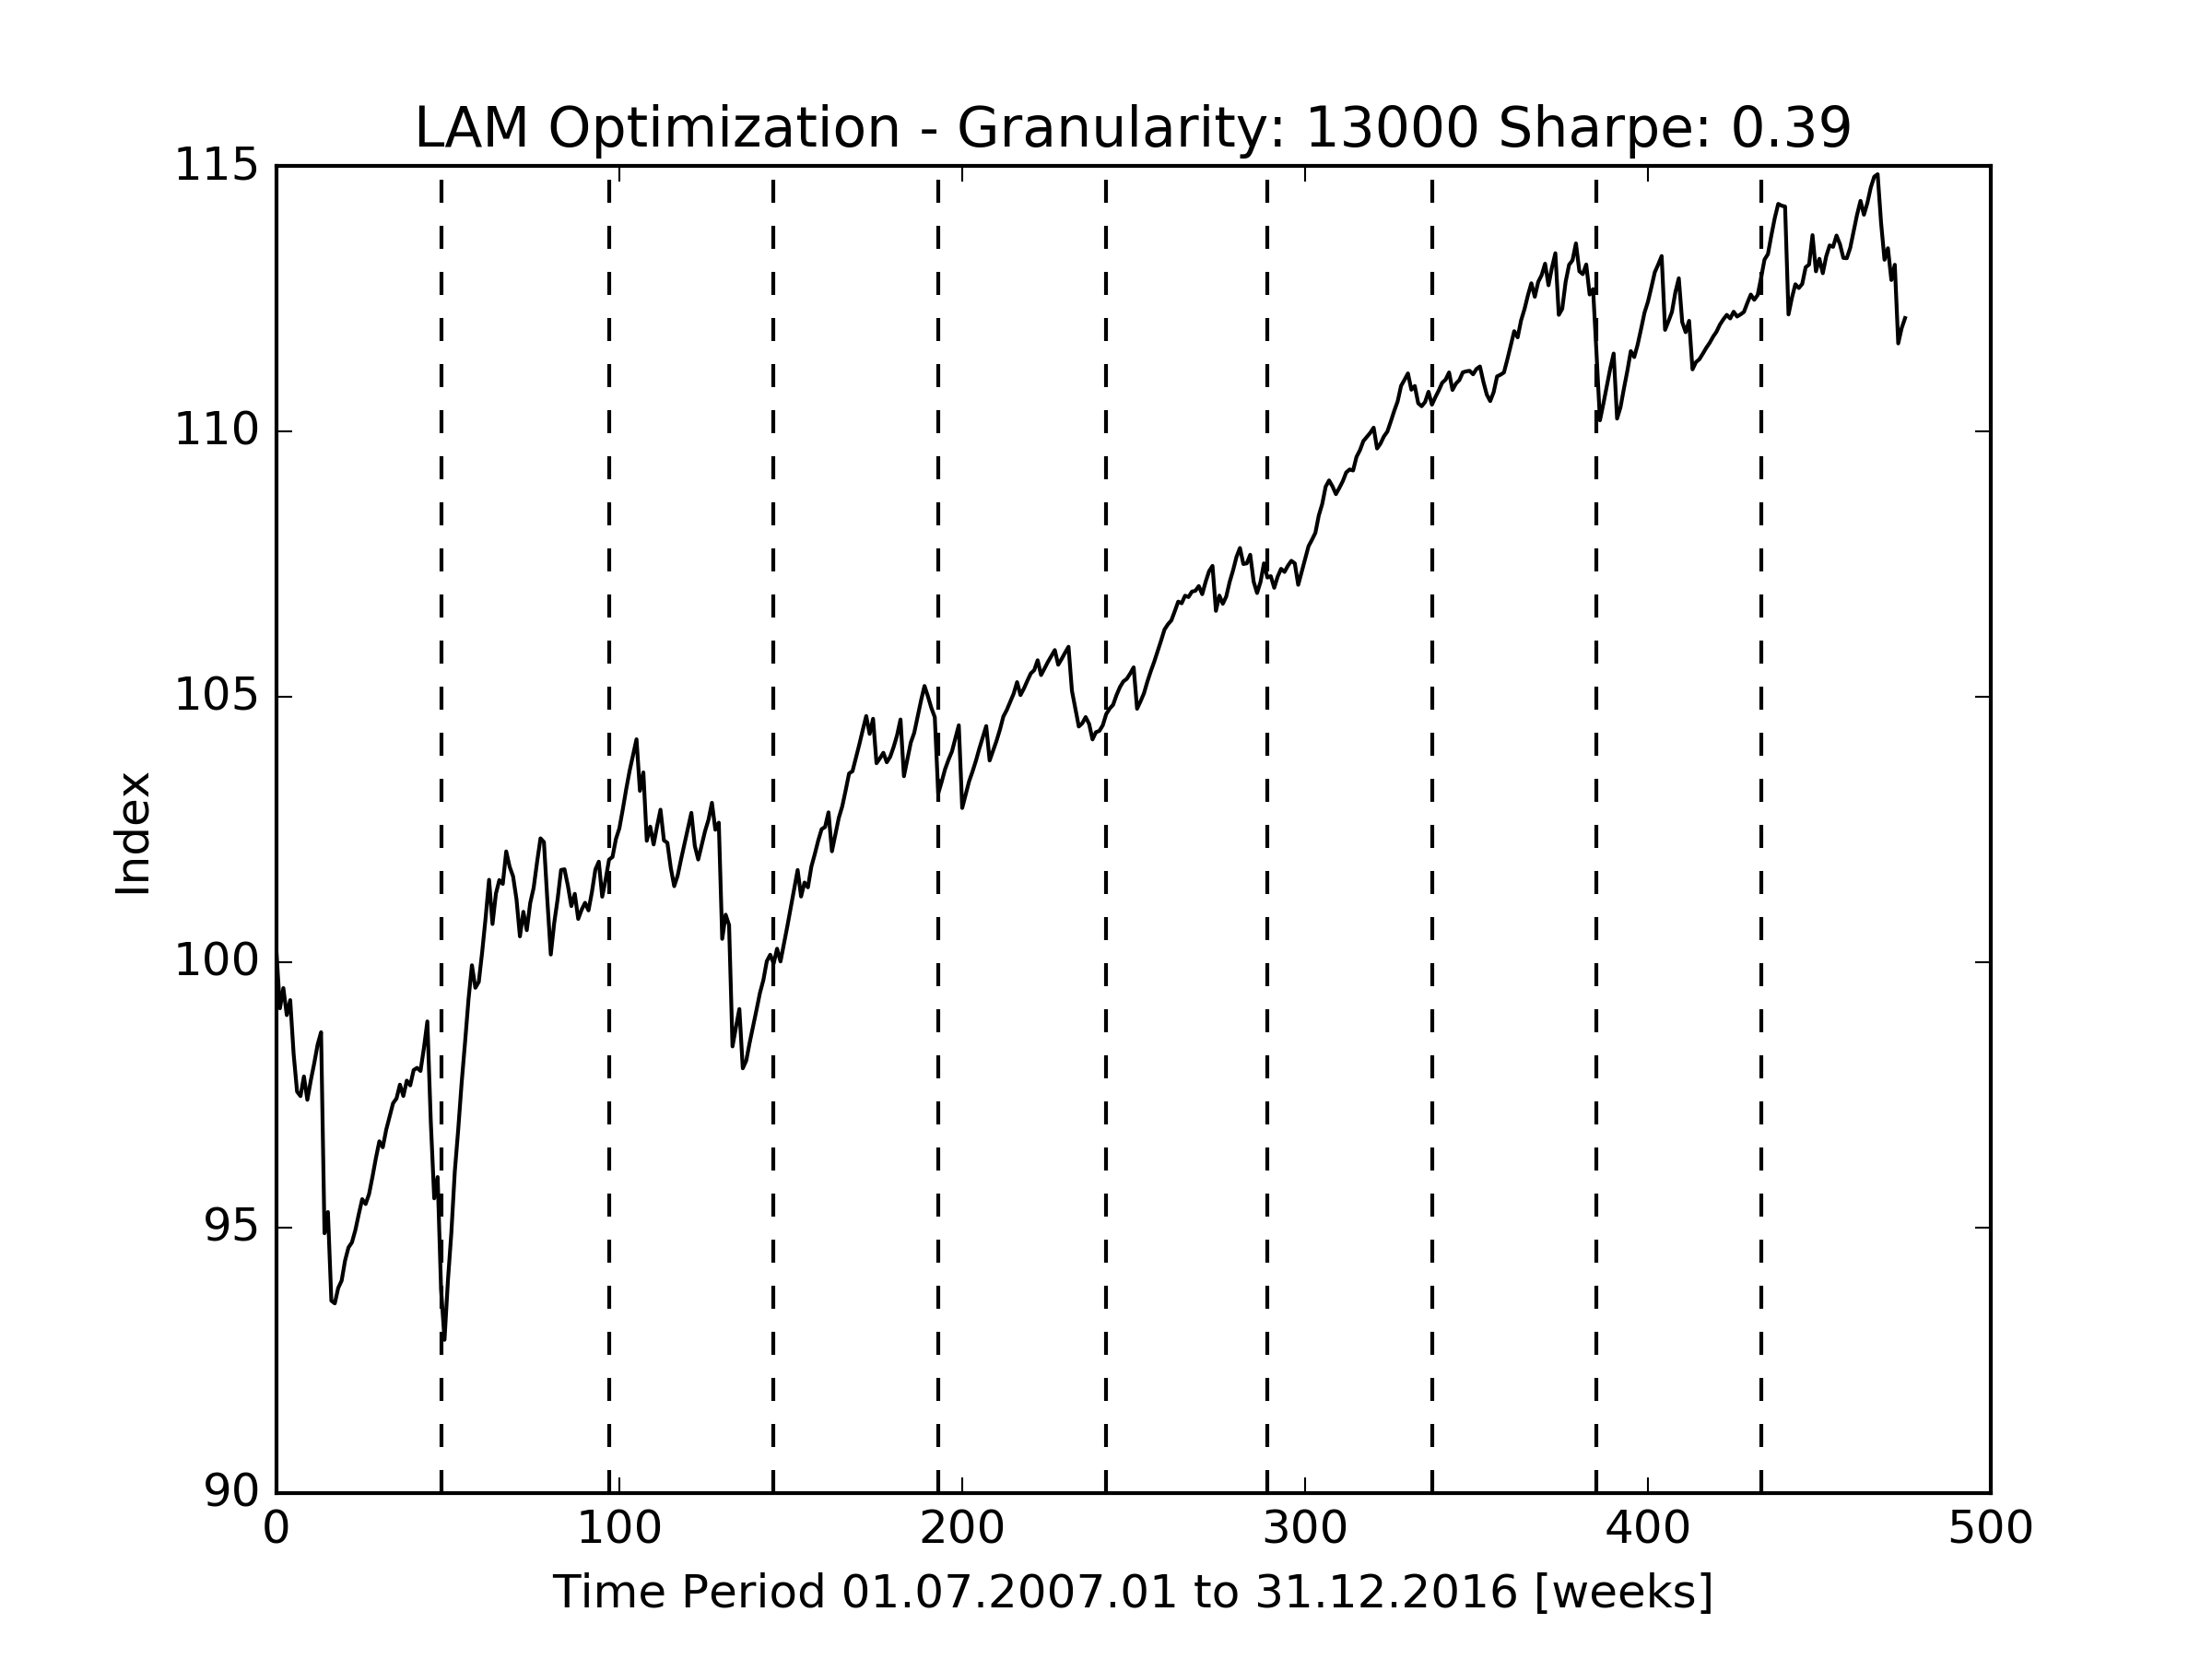 LAM Optimization - Granularity: 13000 Sharpe: 0.39
115
110
105
100
95
90
Index
0 100 200 300 400 500
Time Period 01.07.2007.01 to 31.12.2016 [weeks]